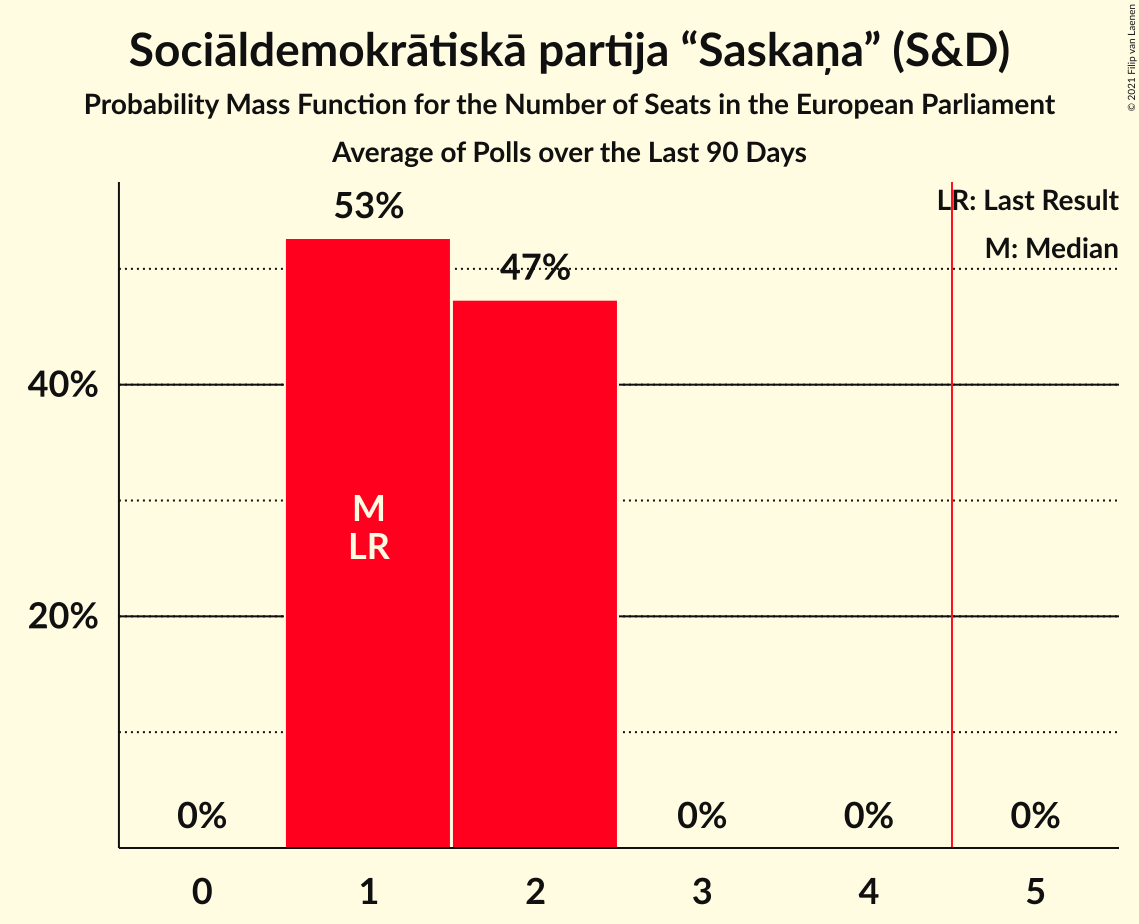 Sociāldemokrātiskā partija “Saskaņa” (S&D)
Probability Mass Function for the Number of Seats in the European Parliament
Average of Polls over the Last 90 Days
© 2021 Filip van Laenen
LR: Last Result
M: Median
53%
47%
40%
M
LR
20%
0%
0%
0%
0%
0
1
2
3
4
5